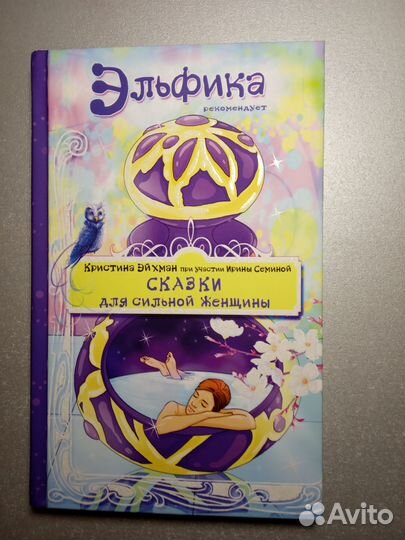 Эльфика
рекомендует
Кристина Эйхман при участии Ирины Семиной
СКАЗКИ
для сильной женщины
Avito